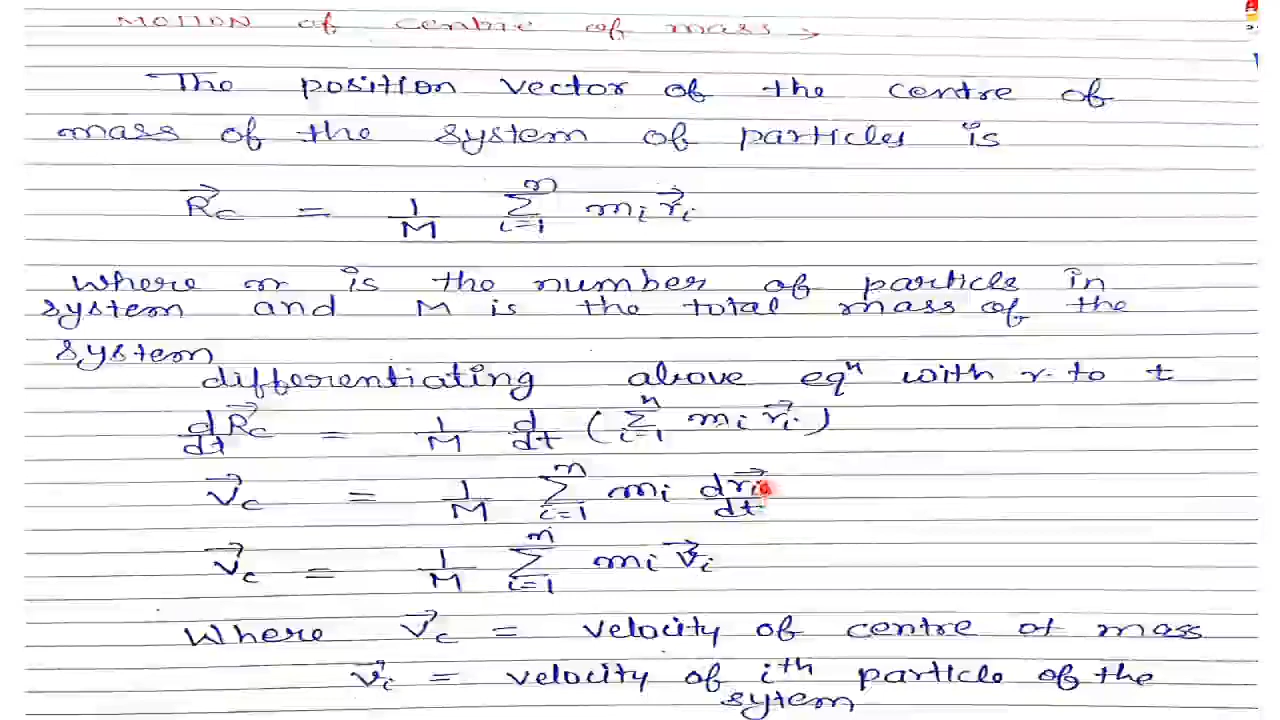 MOTION of centre of mass →
The position vector of the centre of
mass of the system of particles is
R⃗c = 1/M Σ(i=1 to n) mi r⃗i
Where n is the number of particle in
system and M is the total mass of the
system
differentiating above eqⁿ with r. to t
d/dt R⃗c = 1/M d/dt (Σ(i=1 to n) mi r⃗i)
V⃗c = 1/M Σ(i=1 to n) mi dr⃗i/dt
V⃗c = 1/M Σ(i=1 to n) mi V⃗i
Where V⃗c = velocity of centre of mass
v⃗i = velocity of ith particle of the
sytem